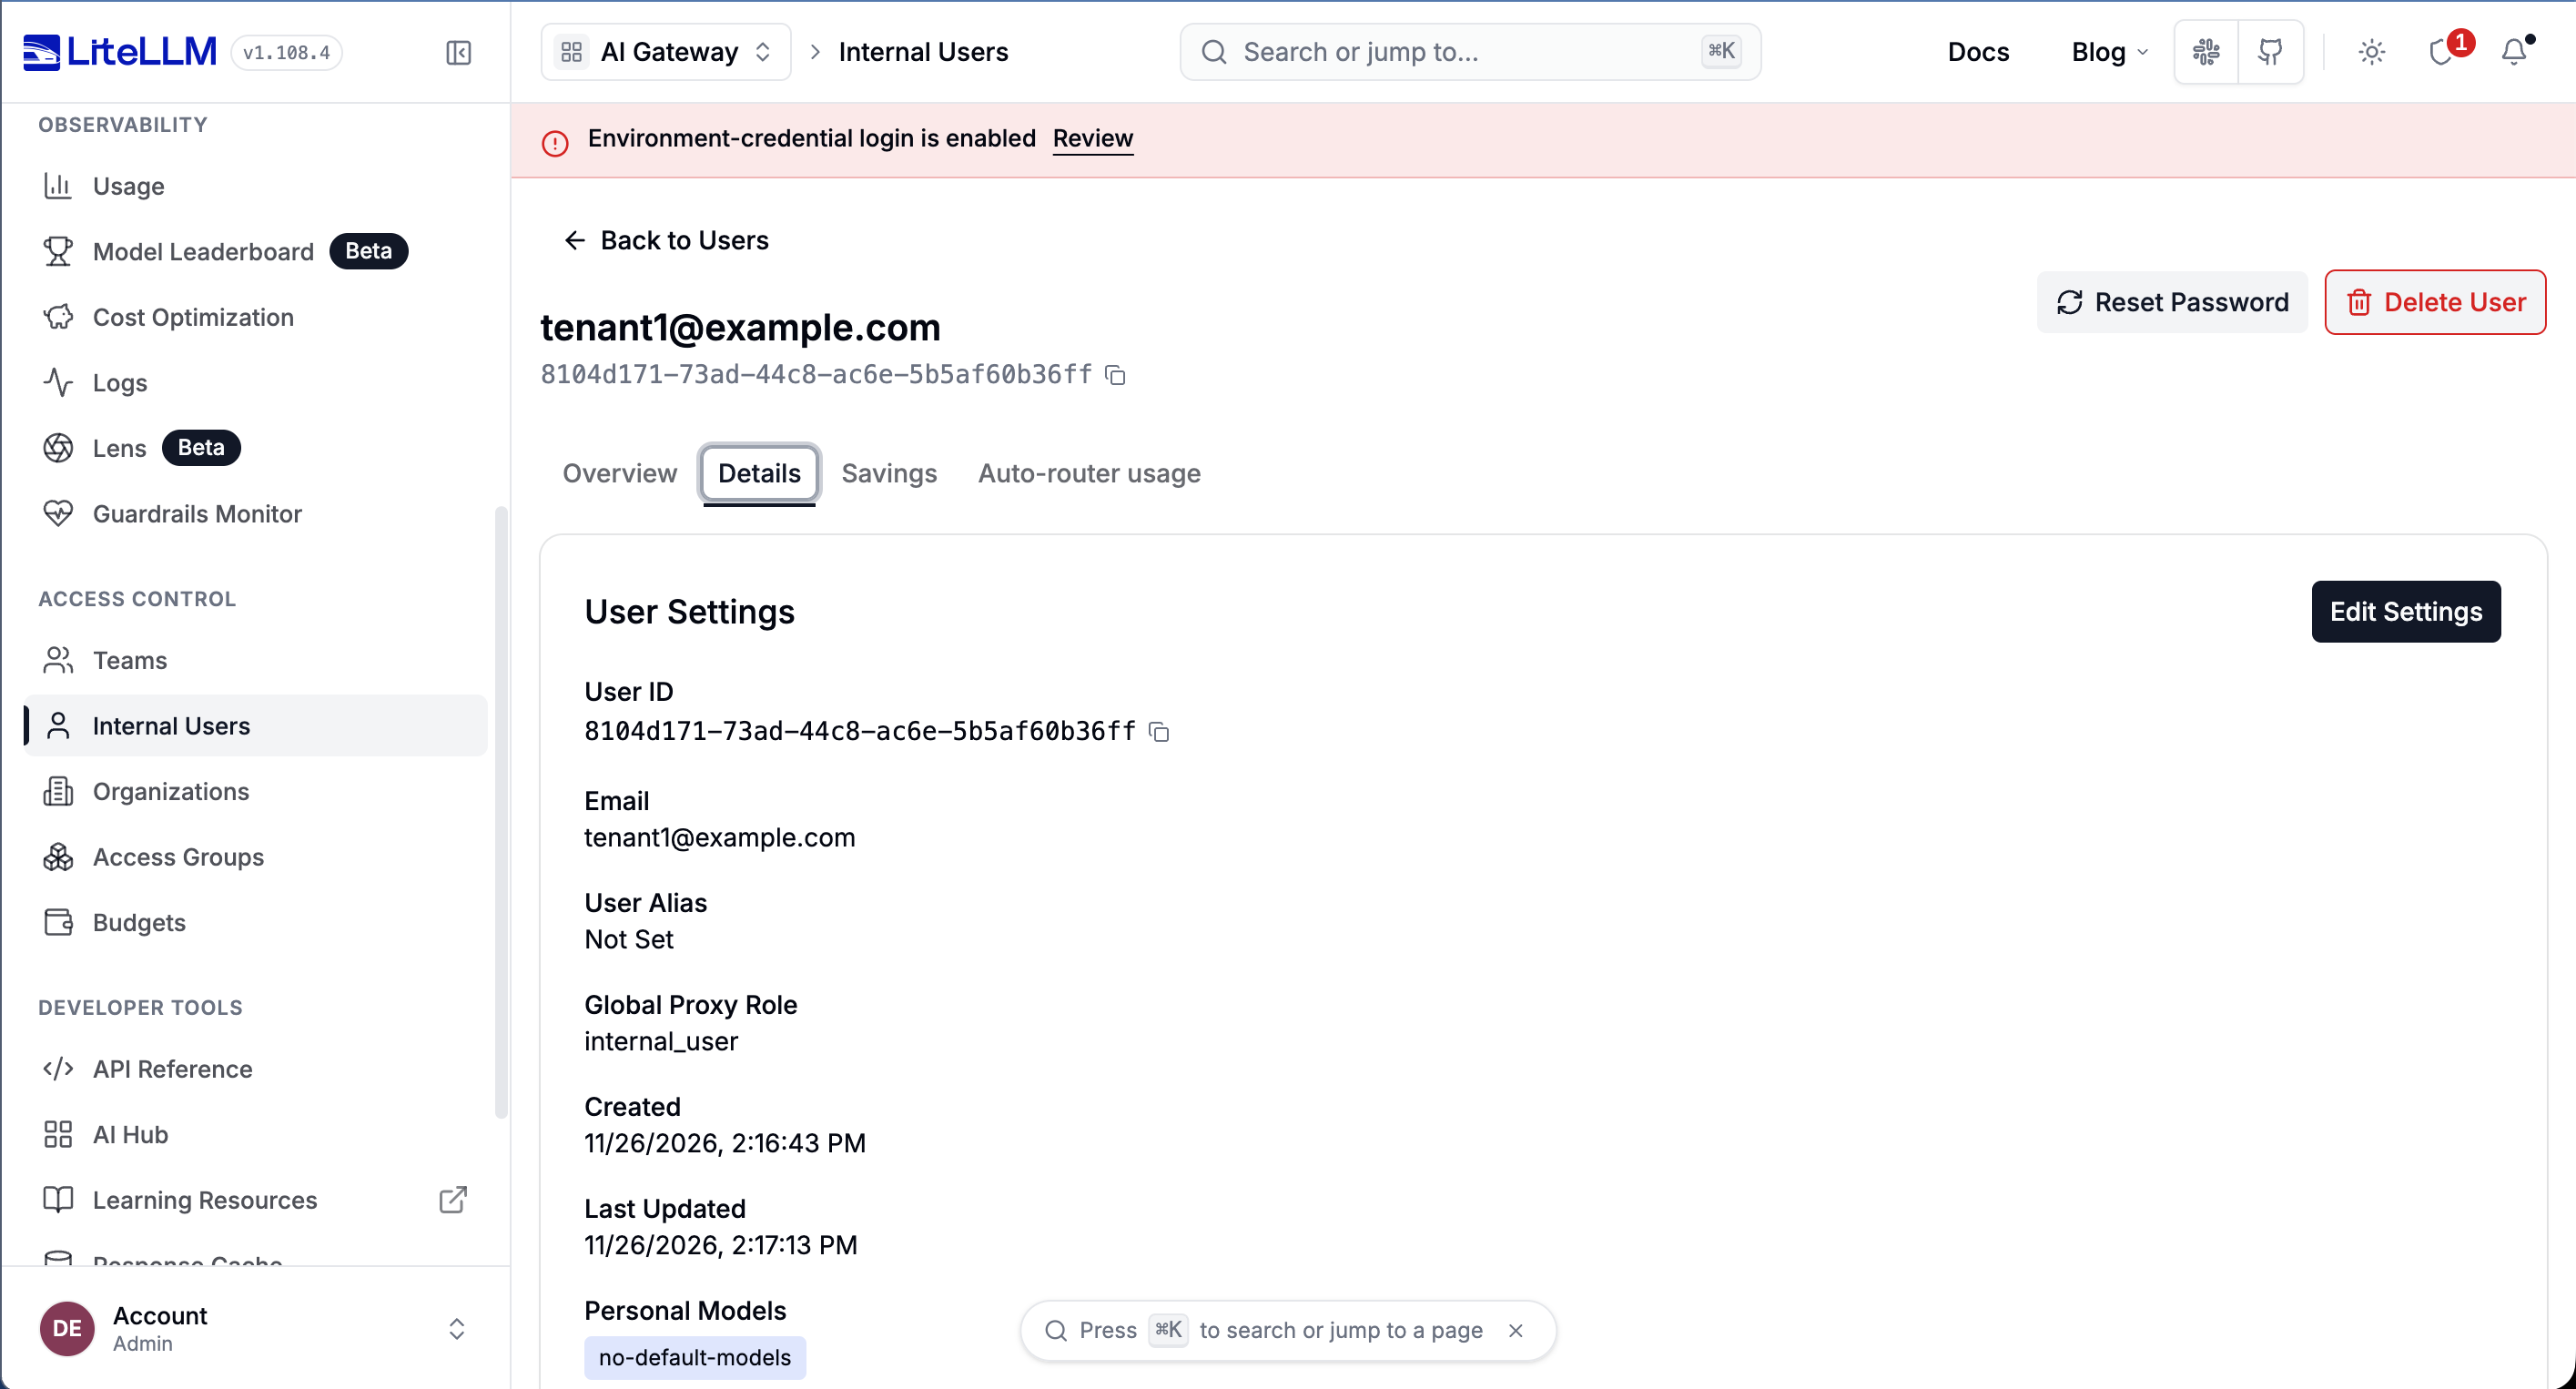 LiteLLM v1.108.4
AI Gateway
Internal Users
Search or jump to...
⌘K
Docs
Blog
1
OBSERVABILITY
Usage
Model Leaderboard Beta
Cost Optimization
Logs
Lens Beta
Guardrails Monitor
ACCESS CONTROL
Teams
Internal Users
Organizations
Access Groups
Budgets
DEVELOPER TOOLS
API Reference
AI Hub
Learning Resources
Response Cache
DE
Account
Admin
Environment-credential login is enabled Review
Back to Users
tenant1@example.com
8104d171-73ad-44c8-ac6e-5b5af60b36ff
Reset Password
Delete User
Overview Details Savings Auto-router usage
User Settings
Edit Settings
User ID
8104d171-73ad-44c8-ac6e-5b5af60b36ff
Email
tenant1@example.com
User Alias
Not Set
Global Proxy Role
internal_user
Created
11/26/2026, 2:16:43 PM
Last Updated
11/26/2026, 2:17:13 PM
Personal Models
no-default-models
Press ⌘K to search or jump to a page